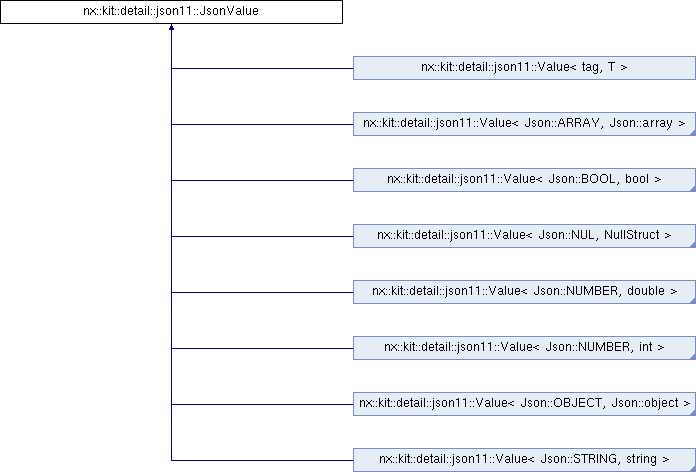 nx::kit::detail::json11::JsonValue
nx::kit::detail::json11::Value< tag, T >
nx::kit::detail::json11::Value< Json::ARRAY, Json::array >
nx::kit::detail::json11::Value< Json::BOOL, bool >
nx::kit::detail::json11::Value< Json::NUL, NullStruct >
nx::kit::detail::json11::Value< Json::NUMBER, double >
nx::kit::detail::json11::Value< Json::NUMBER, int >
nx::kit::detail::json11::Value< Json::OBJECT, Json::object >
nx::kit::detail::json11::Value< Json::STRING, string >